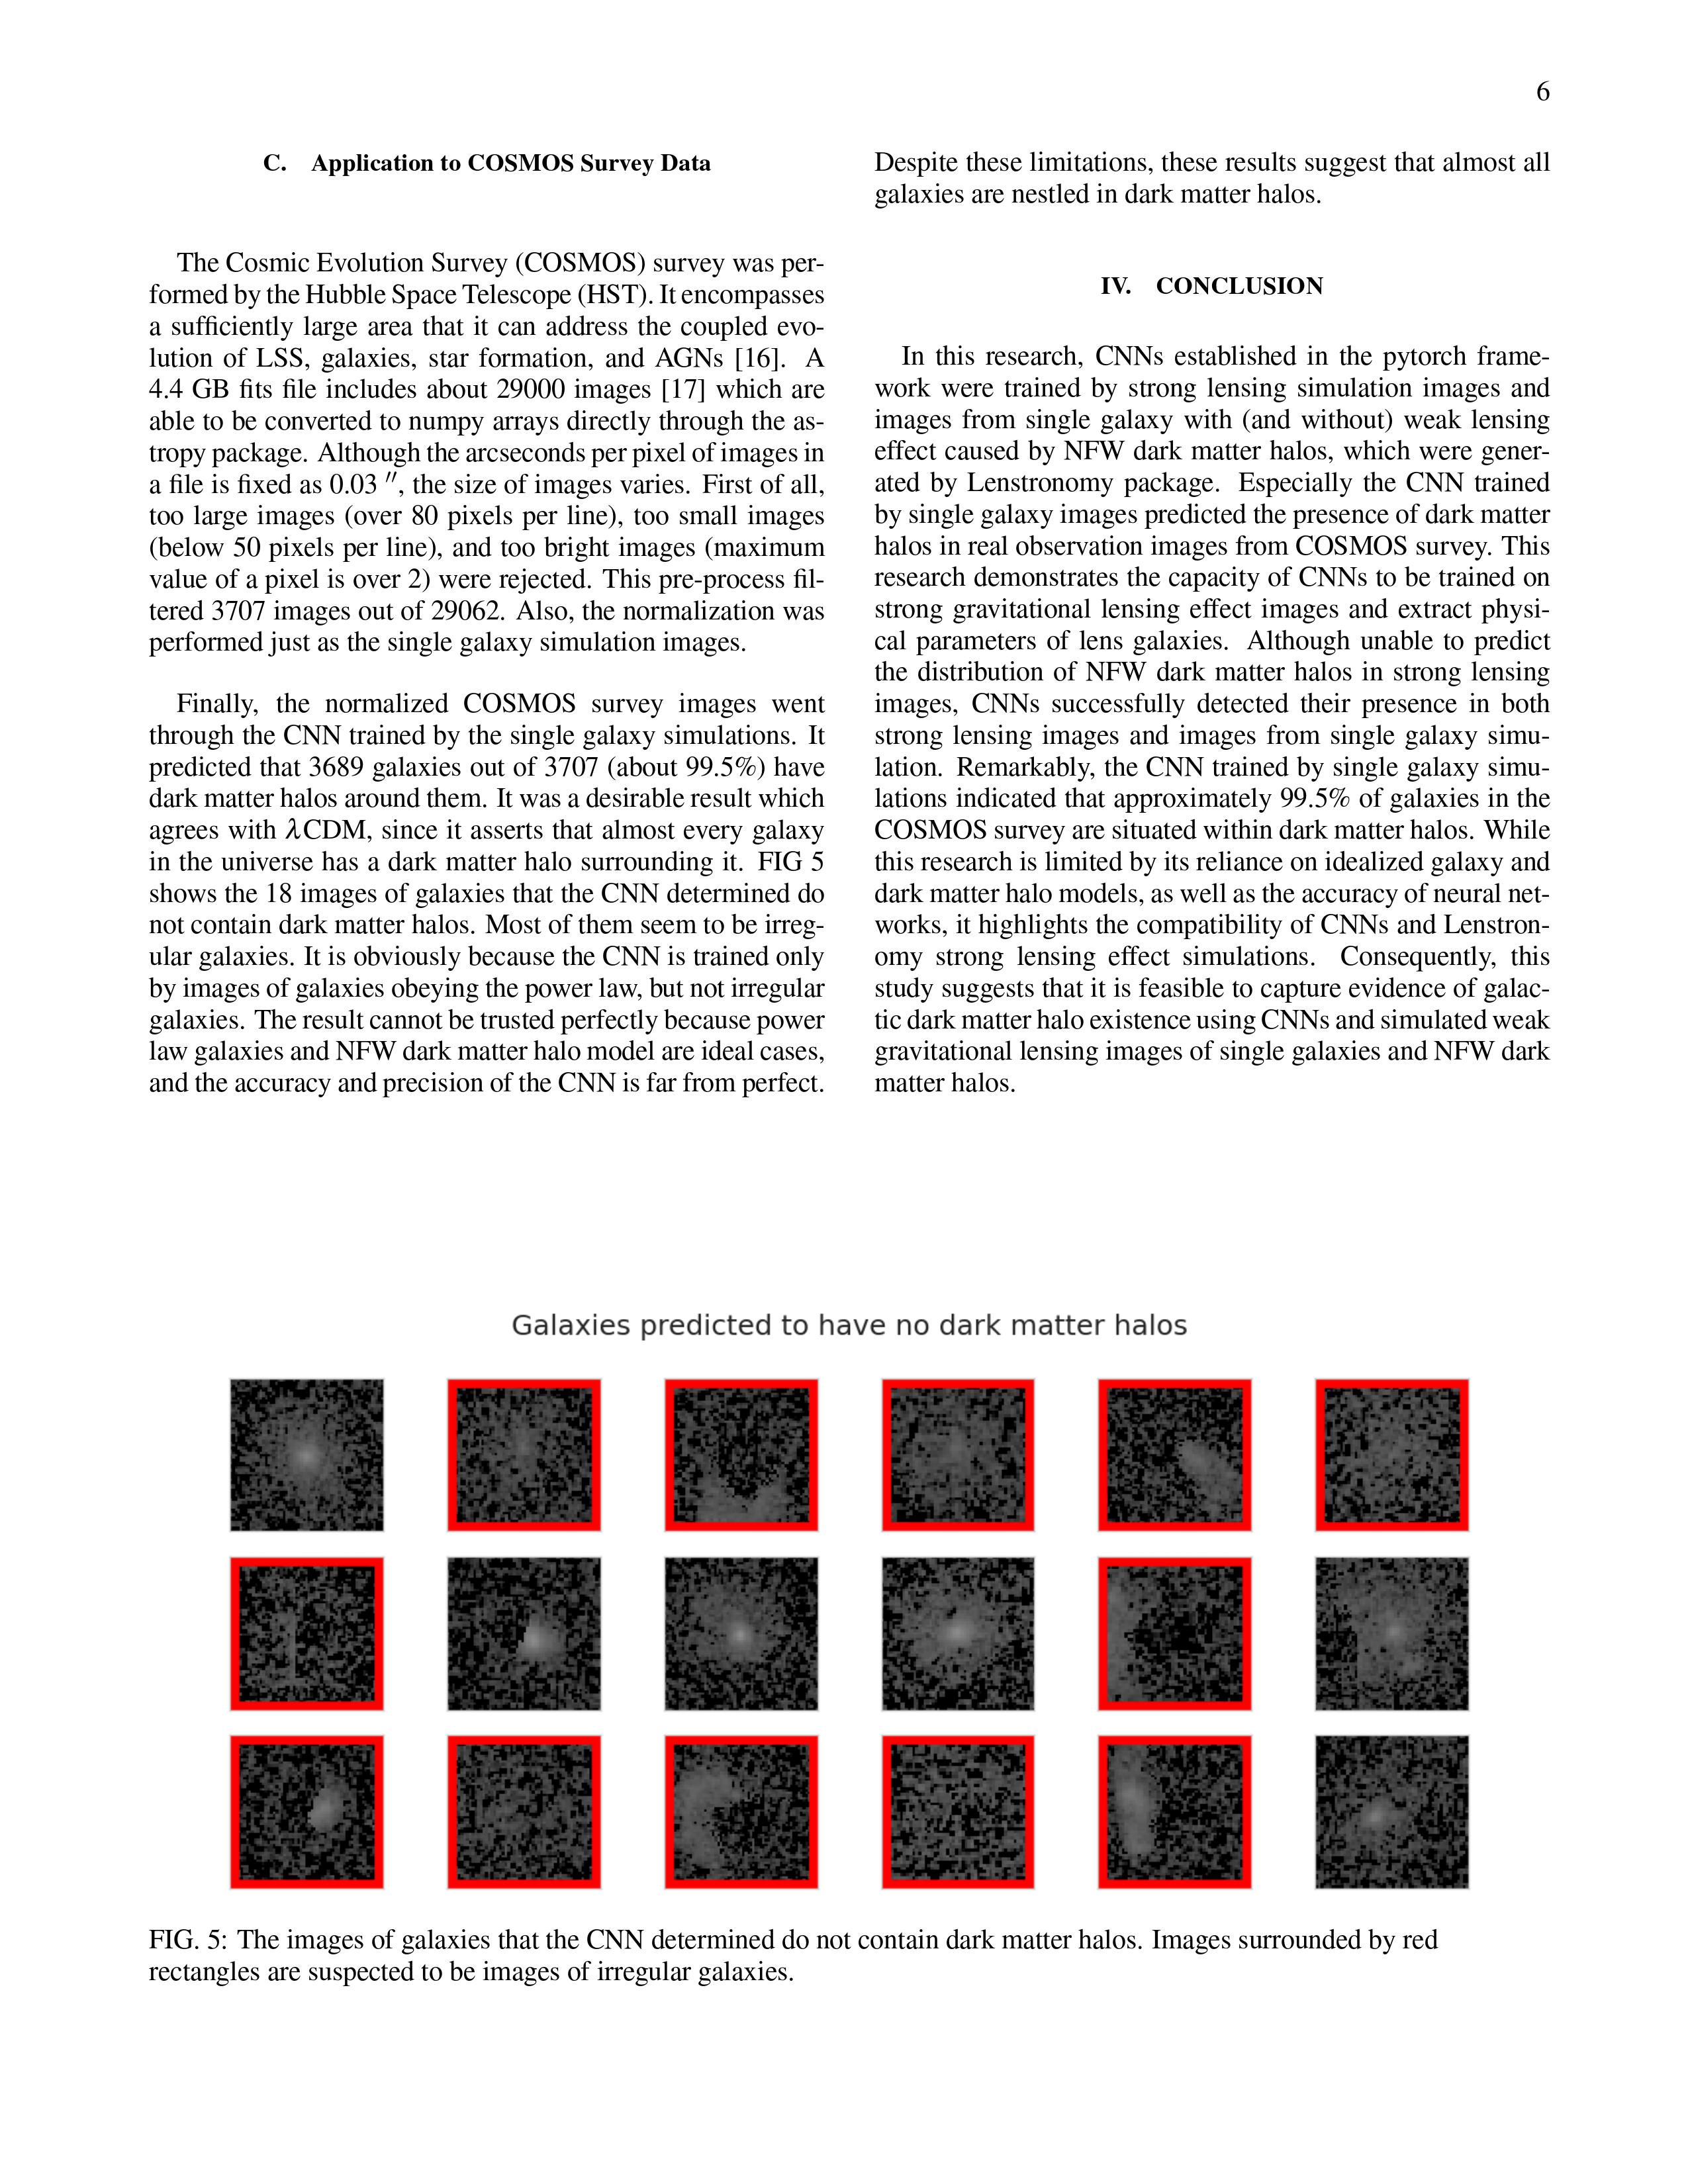 6
C. Application to COSMOS Survey Data
The Cosmic Evolution Survey (COSMOS) survey was per-
formed by the Hubble Space Telescope (HST). It encompasses
a sufficiently large area that it can address the coupled evo-
lution of LSS, galaxies, star formation, and AGNs [16]. A
4.4 GB fits file includes about 29000 images [17] which are
able to be converted to numpy arrays directly through the as-
tropy package. Although the arcseconds per pixel of images in
a file is fixed as 0.03 ″, the size of images varies. First of all,
too large images (over 80 pixels per line), too small images
(below 50 pixels per line), and too bright images (maximum
value of a pixel is over 2) were rejected. This pre-process fil-
tered 3707 images out of 29062. Also, the normalization was
performed just as the single galaxy simulation images.
Finally, the normalized COSMOS survey images went
through the CNN trained by the single galaxy simulations. It
predicted that 3689 galaxies out of 3707 (about 99.5%) have
dark matter halos around them. It was a desirable result which
agrees with λCDM, since it asserts that almost every galaxy
in the universe has a dark matter halo surrounding it. FIG 5
shows the 18 images of galaxies that the CNN determined do
not contain dark matter halos. Most of them seem to be irreg-
ular galaxies. It is obviously because the CNN is trained only
by images of galaxies obeying the power law, but not irregular
galaxies. The result cannot be trusted perfectly because power
law galaxies and NFW dark matter halo model are ideal cases,
and the accuracy and precision of the CNN is far from perfect.
Despite these limitations, these results suggest that almost all
galaxies are nestled in dark matter halos.
IV. CONCLUSION
In this research, CNNs established in the pytorch frame-
work were trained by strong lensing simulation images and
images from single galaxy with (and without) weak lensing
effect caused by NFW dark matter halos, which were gener-
ated by Lenstronomy package. Especially the CNN trained
by single galaxy images predicted the presence of dark matter
halos in real observation images from COSMOS survey. This
research demonstrates the capacity of CNNs to be trained on
strong gravitational lensing effect images and extract physi-
cal parameters of lens galaxies. Although unable to predict
the distribution of NFW dark matter halos in strong lensing
images, CNNs successfully detected their presence in both
strong lensing images and images from single galaxy simu-
lation. Remarkably, the CNN trained by single galaxy simu-
lations indicated that approximately 99.5% of galaxies in the
COSMOS survey are situated within dark matter halos. While
this research is limited by its reliance on idealized galaxy and
dark matter halo models, as well as the accuracy of neural net-
works, it highlights the compatibility of CNNs and Lenstron-
omy strong lensing effect simulations. Consequently, this
study suggests that it is feasible to capture evidence of galac-
tic dark matter halo existence using CNNs and simulated weak
gravitational lensing images of single galaxies and NFW dark
matter halos.
Galaxies predicted to have no dark matter halos
FIG. 5: The images of galaxies that the CNN determined do not contain dark matter halos. Images surrounded by red
rectangles are suspected to be images of irregular galaxies.